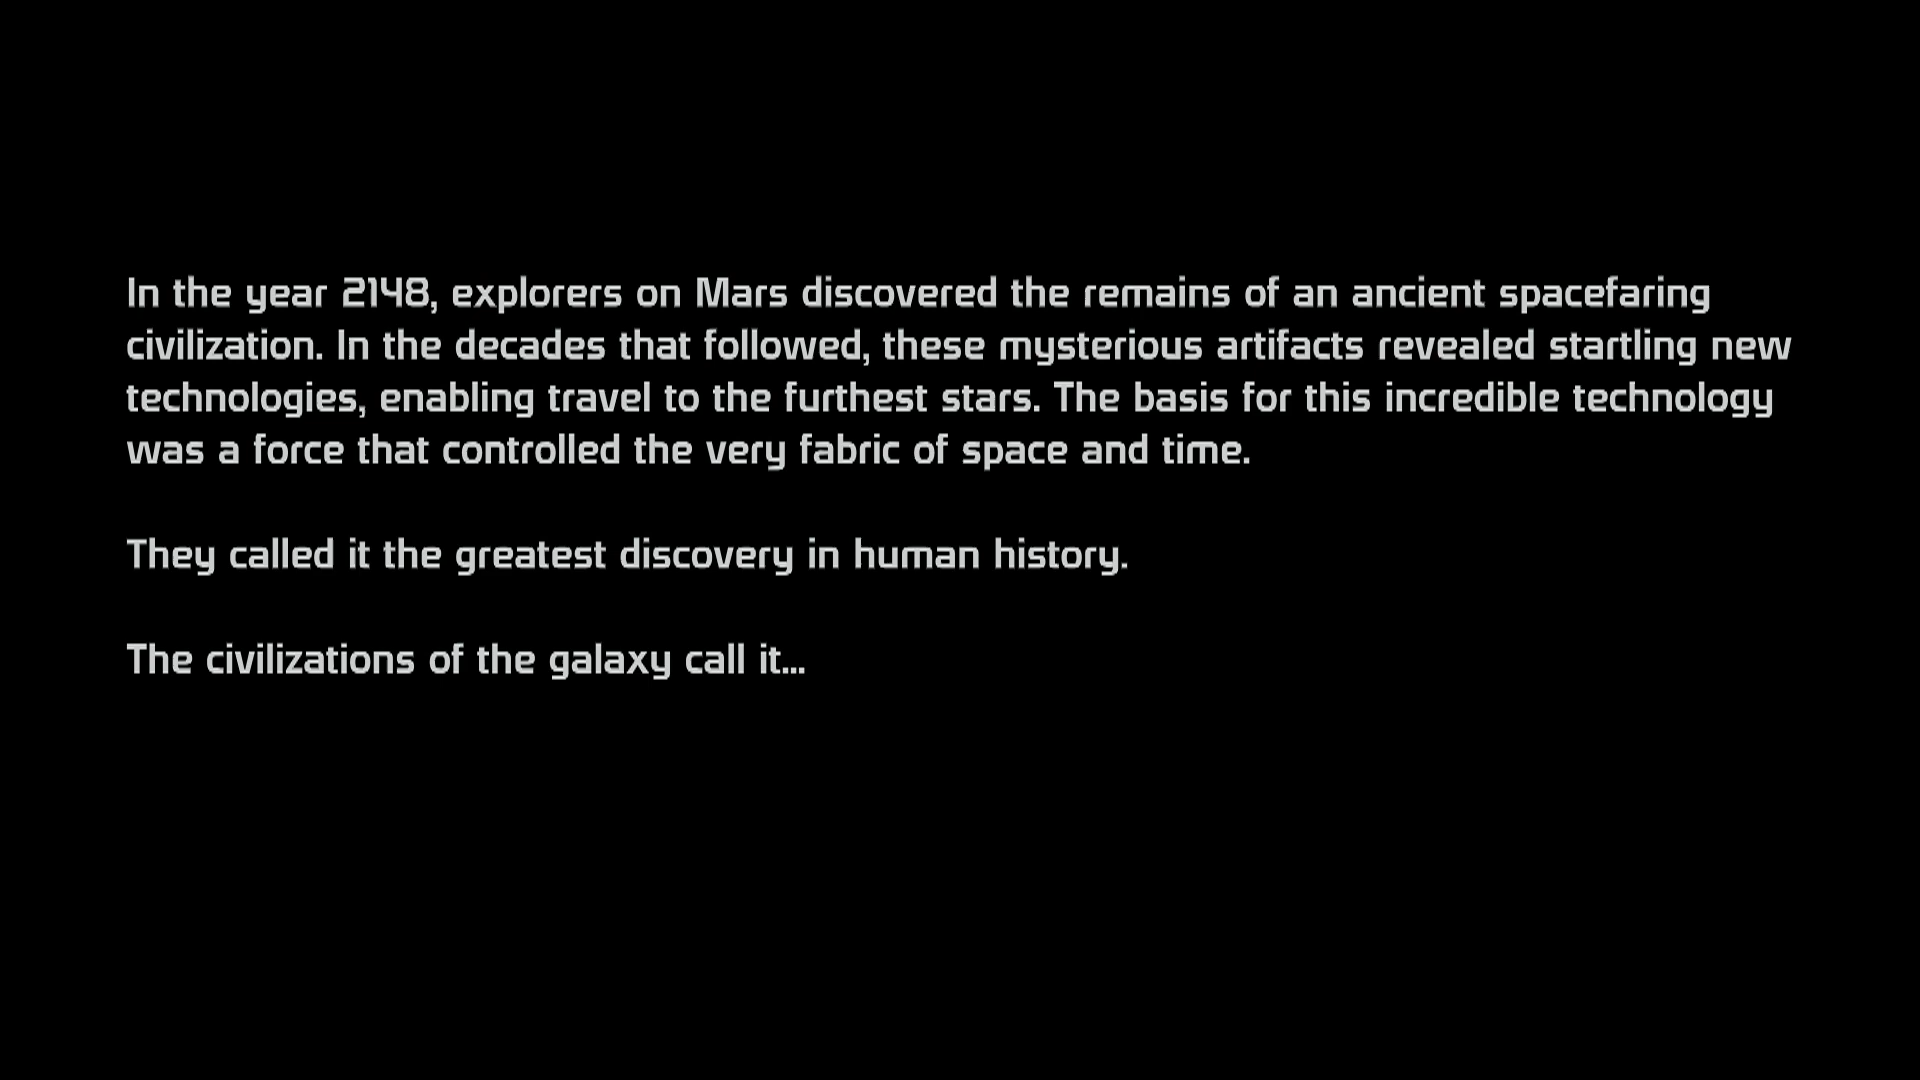 In the year 2148, explorers on Mars discovered the remains of an ancient spacefaring
civilization. In the decades that followed, these mysterious artifacts revealed startling new
technologies, enabling travel to the furthest stars. The basis for this incredible technology
was a force that controlled the very fabric of space and time.
They called it the greatest discovery in human history.
The civilizations of the galaxy call it...